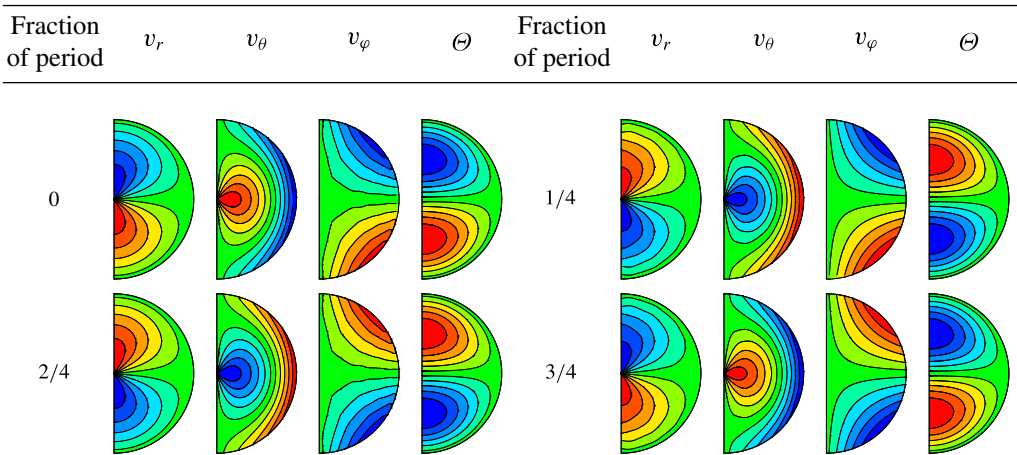 Fraction of period v_r v_θ v_φ Θ Fraction of period v_r v_θ v_φ Θ
0 1/4
2/4 3/4